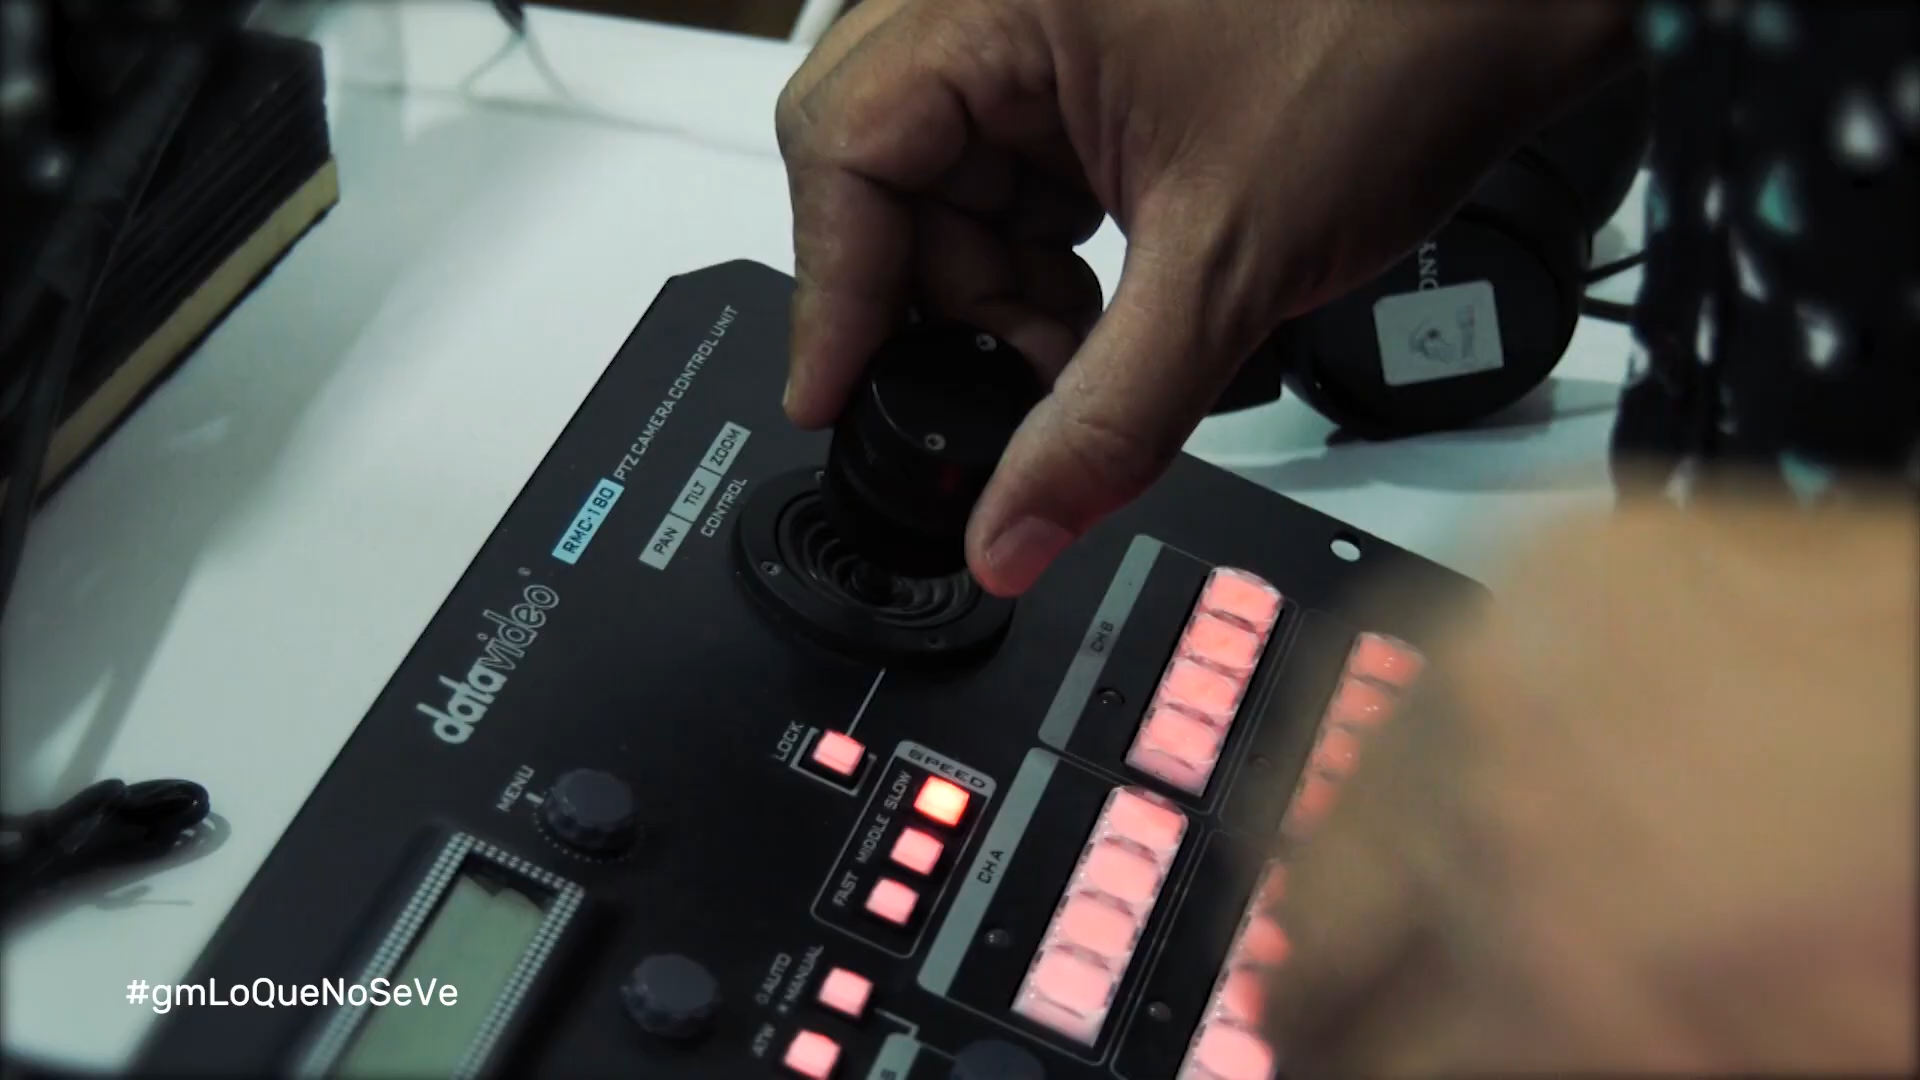 RMC-180 PTZ CAMERA CONTROL UNIT
PAN TILT ZOOM
CONTROL
datavideo
LOCK
SPEED
SLOW
MIDDLE
FAST
MENU
CH B
CH A
AUTO
MANUAL
ATW
#gmLoQueNoSeVe